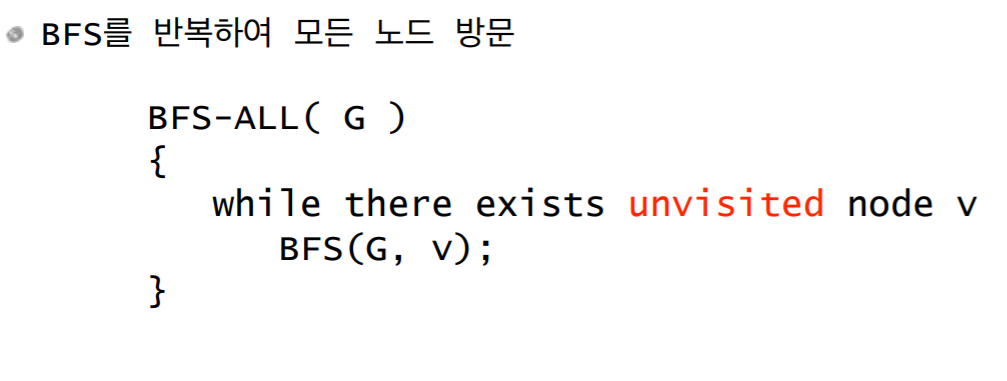 BFS를 반복하여 모든 노드 방문
BFS-ALL( G )
{
while there exists unvisited node v
BFS(G, v);
}